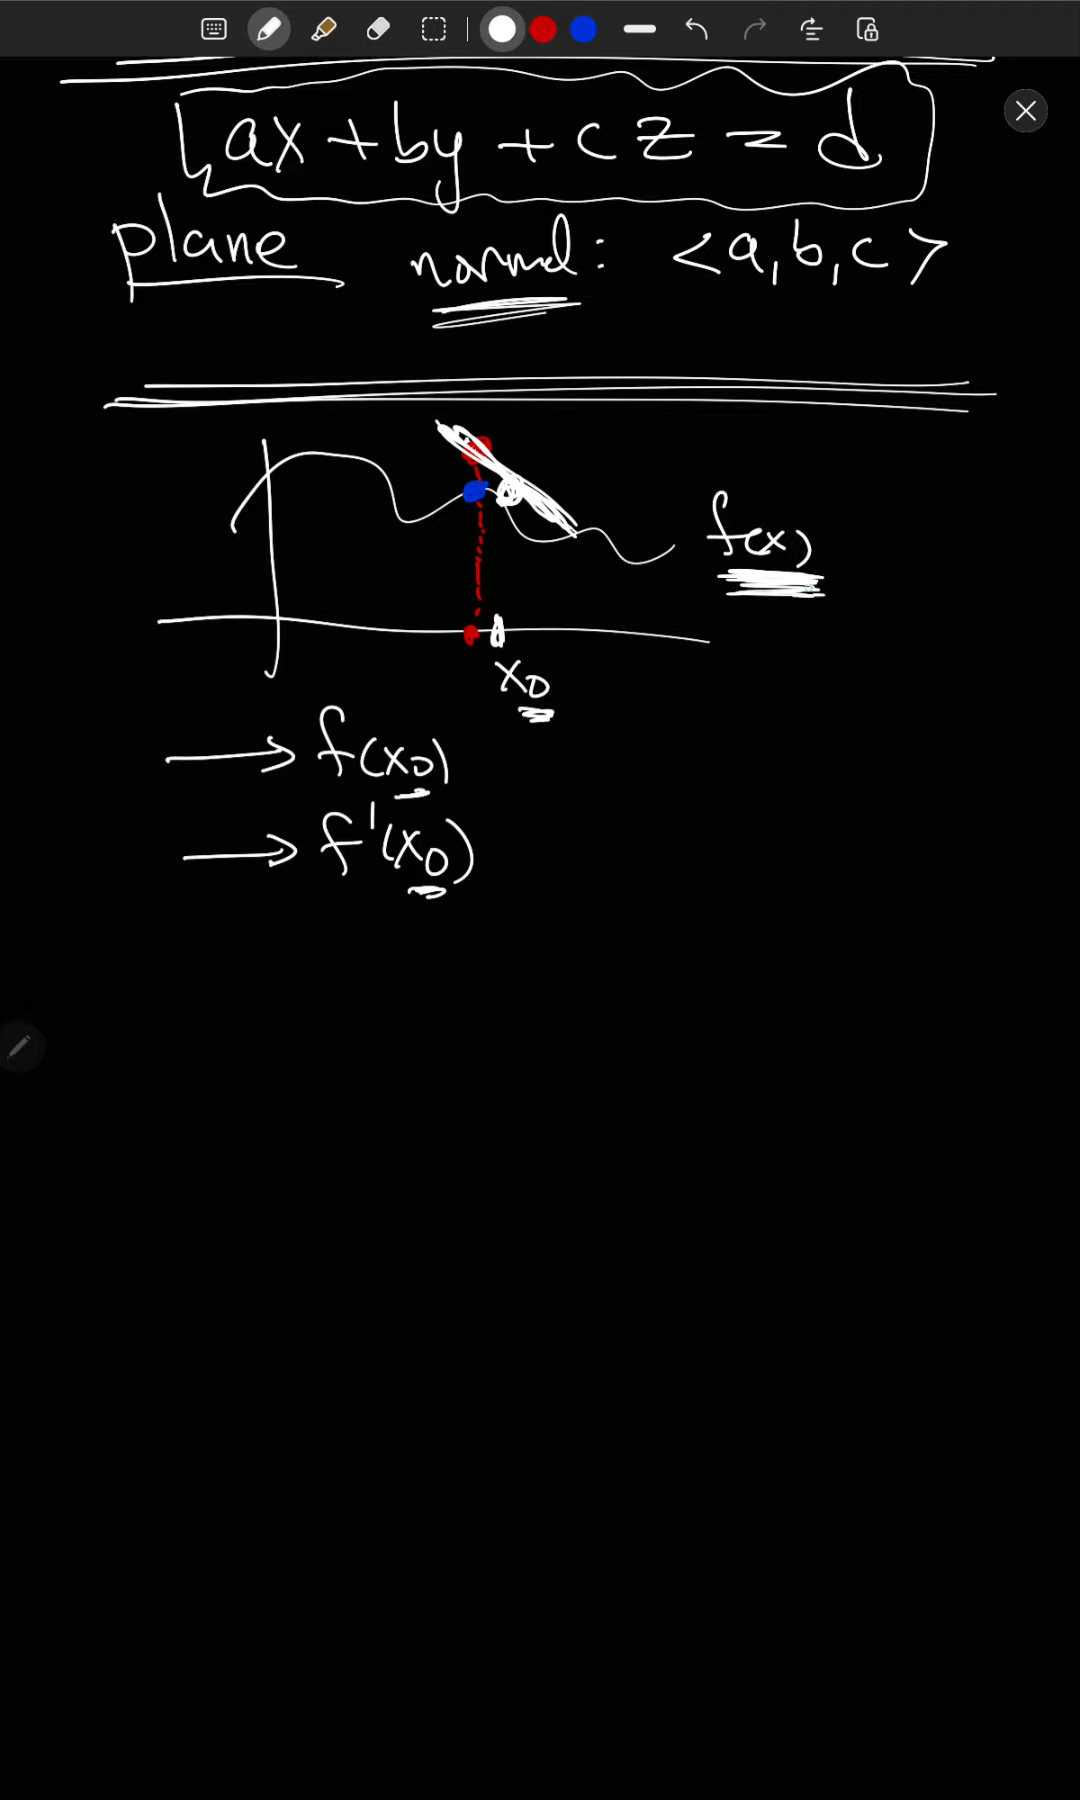 ax + by + cz = d
plane normal: <a, b, c>
f(x)
x₀
→ f(x₀)
→ f'(x₀)